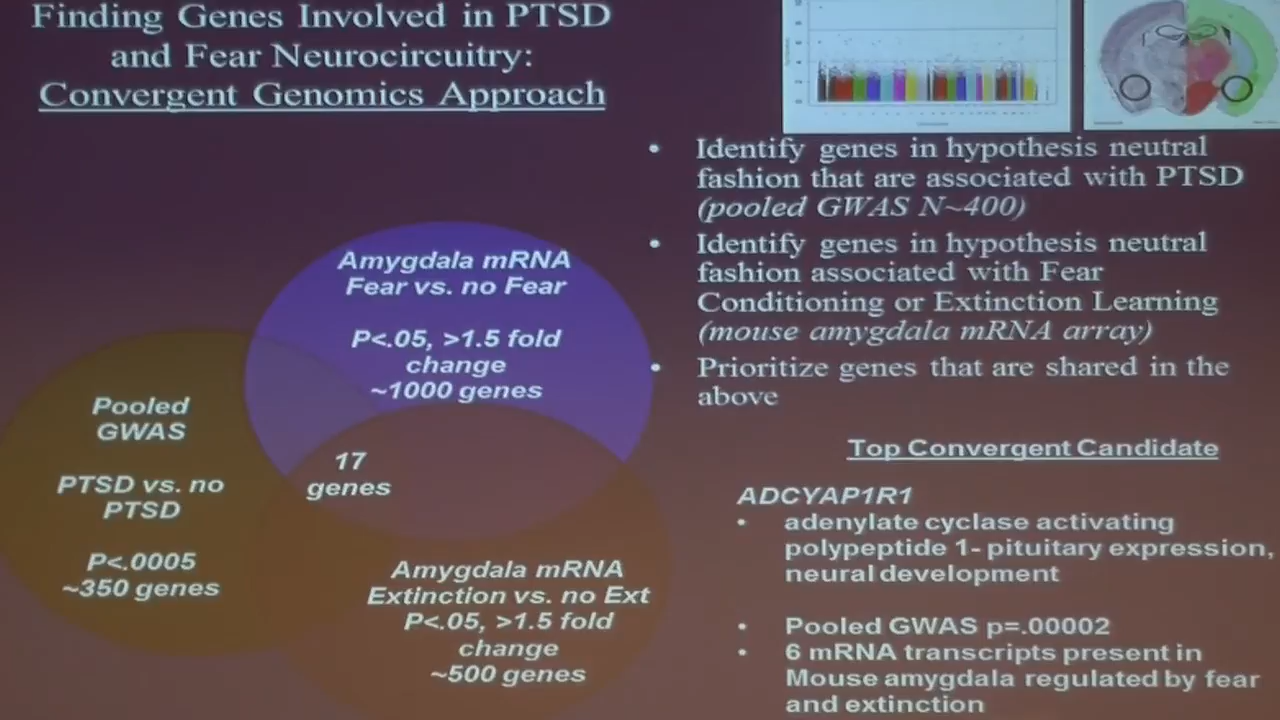 Finding Genes Involved in PTSD
and Fear Neurocircuitry:
Convergent Genomics Approach
• Identify genes in hypothesis neutral
fashion that are associated with PTSD
(pooled GWAS N~400)
• Identify genes in hypothesis neutral
fashion associated with Fear
Conditioning or Extinction Learning
(mouse amygdala mRNA array)
• Prioritize genes that are shared in the
above
Amygdala mRNA
Fear vs. no Fear
P<.05, >1.5 fold
change
~1000 genes
Pooled
GWAS
PTSD vs. no
PTSD
P<.0005
~350 genes
17
genes
Amygdala mRNA
Extinction vs. no Ext
P<.05, >1.5 fold
change
~500 genes
Top Convergent Candidate
ADCYAP1R1
• adenylate cyclase activating
polypeptide 1- pituitary expression,
neural development
• Pooled GWAS p=.00002
• 6 mRNA transcripts present in
Mouse amygdala regulated by fear
and extinction